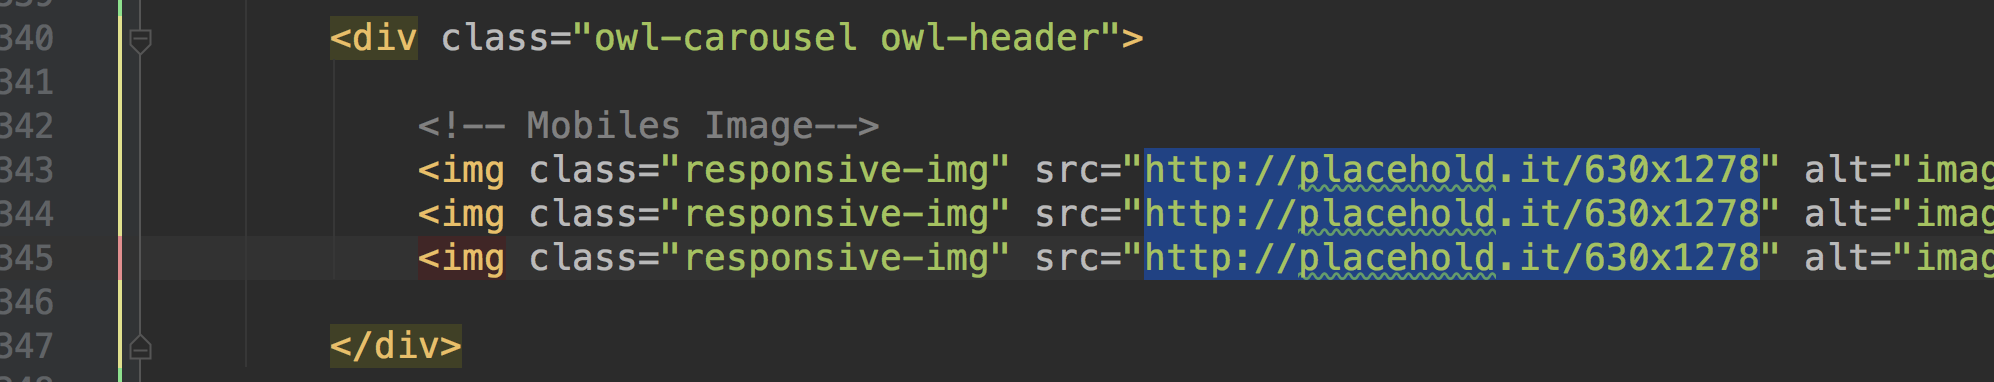 339
340 <div class="owl-carousel owl-header">
341
342 <!-- Mobiles Image-->
343 <img class="responsive-img" src="http://placehold.it/630x1278" alt="imag
344 <img class="responsive-img" src="http://placehold.it/630x1278" alt="imag
345 <img class="responsive-img" src="http://placehold.it/630x1278" alt="imag
346
347 </div>
348